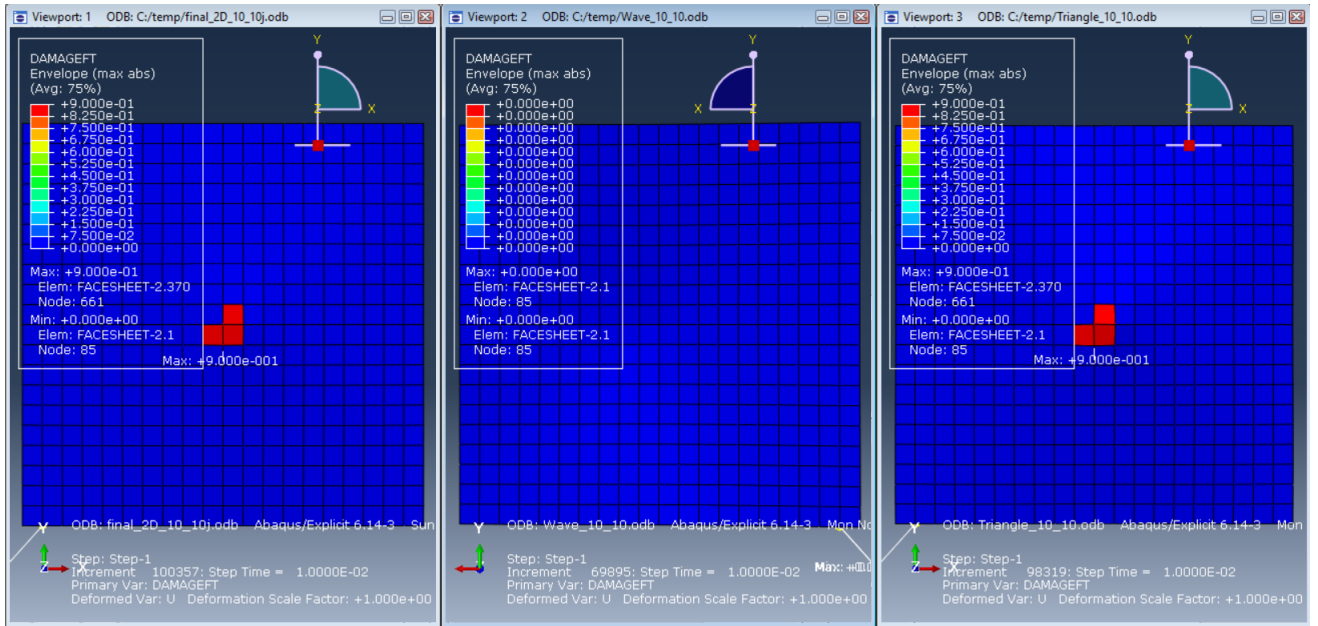 Viewport: 1 ODB: C:/temp/final_2D_10_10j.odb
DAMAGEFT
Envelope (max abs)
(Avg: 75%)
+9.000e-01
+8.250e-01
+7.500e-01
+6.750e-01
+6.000e-01
+5.250e-01
+4.500e-01
+3.750e-01
+3.000e-01
+2.250e-01
+1.500e-01
+7.500e-02
+0.000e+00
Max: +9.000e-01
Elem: FACESHEET-2.370
Node: 661
Min: +0.000e+00
Elem: FACESHEET-2.1
Node: 85
Max: +9.000e-001
Y
X
Z
Y
ODB: final_2D_10_10j.odb Abaqus/Explicit 6.14-3 Sun
Z
X
Step: Step-1
Increment 100357: Step Time = 1.0000E-02
Primary Var: DAMAGEFT
Deformed Var: U Deformation Scale Factor: +1.000e+00
Viewport: 2 ODB: C:/temp/Wave_10_10.odb
DAMAGEFT
Envelope (max abs)
(Avg: 75%)
+0.000e+00
+0.000e+00
+0.000e+00
+0.000e+00
+0.000e+00
+0.000e+00
+0.000e+00
+0.000e+00
+0.000e+00
+0.000e+00
+0.000e+00
+0.000e+00
+0.000e+00
Max: +0.000e+00
Elem: FACESHEET-2.1
Node: 85
Min: +0.000e+00
Elem: FACESHEET-2.1
Node: 85
Y
X
Z
Y
ODB: Wave_10_10.odb Abaqus/Explicit 6.14-3 Mon
Step: Step-1
Increment 69895: Step Time = 1.0000E-02
Max:
Primary Var: DAMAGEFT
Deformed Var: U Deformation Scale Factor: +1.000e+00
Viewport: 3 ODB: C:/temp/Triangle_10_10.odb
DAMAGEFT
Envelope (max abs)
(Avg: 75%)
+9.000e-01
+8.250e-01
+7.500e-01
+6.750e-01
+6.000e-01
+5.250e-01
+4.500e-01
+3.750e-01
+3.000e-01
+2.250e-01
+1.500e-01
+7.500e-02
+0.000e+00
Max: +9.000e-01
Elem: FACESHEET-2.370
Node: 661
Min: +0.000e+00
Elem: FACESHEET-2.1
Node: 85
Max: +9.000e-001
Y
X
Z
Y
ODB: Triangle_10_10.odb Abaqus/Explicit 6.14-3 Mon
Z
X
Step: Step-1
Increment 98319: Step Time = 1.0000E-02
Primary Var: DAMAGEFT
Deformed Var: U Deformation Scale Factor: +1.000e+00